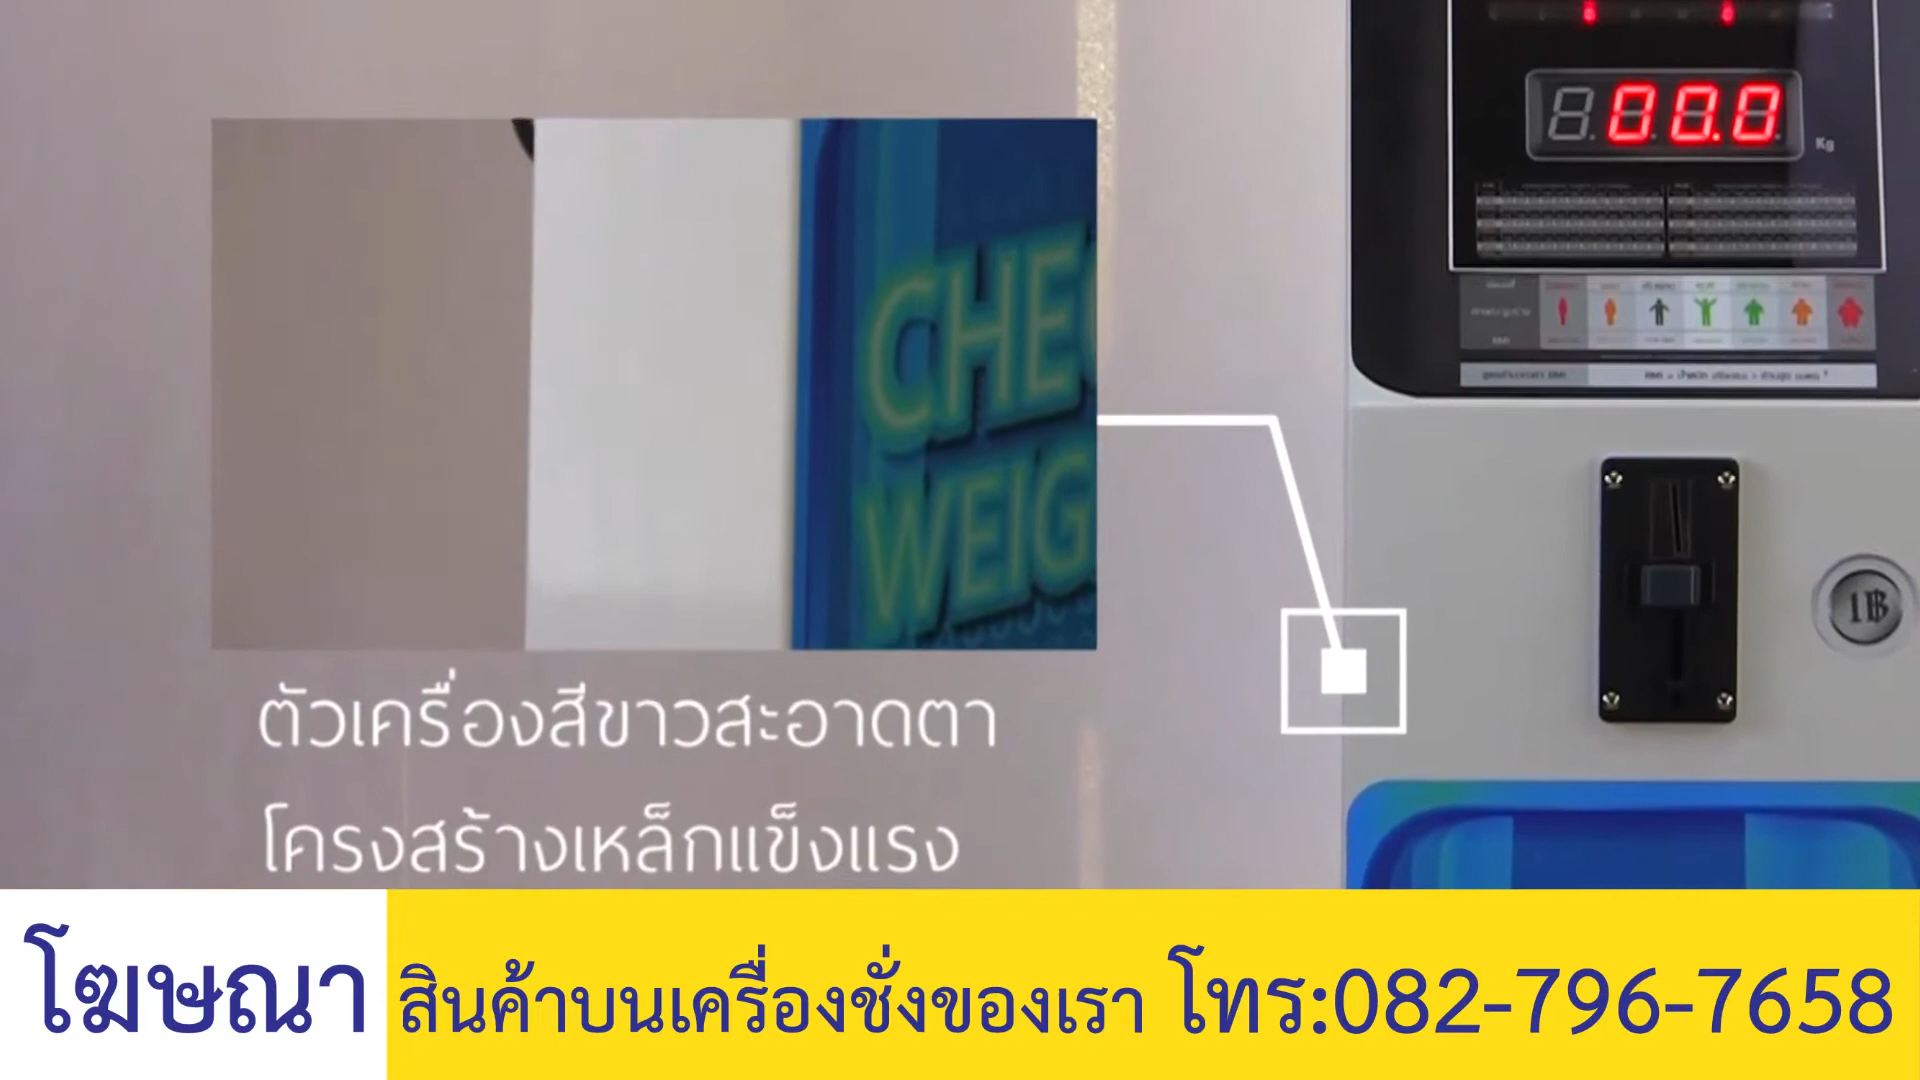 00.0
Kg
CHE
WEIG
1฿
ตัวเครื่องสีขาวสะอาดตา
โครงสร้างเหล็กแข็งแรง
โฆษณา
สินค้าบนเครื่องชั่งของเรา โทร:082-796-7658